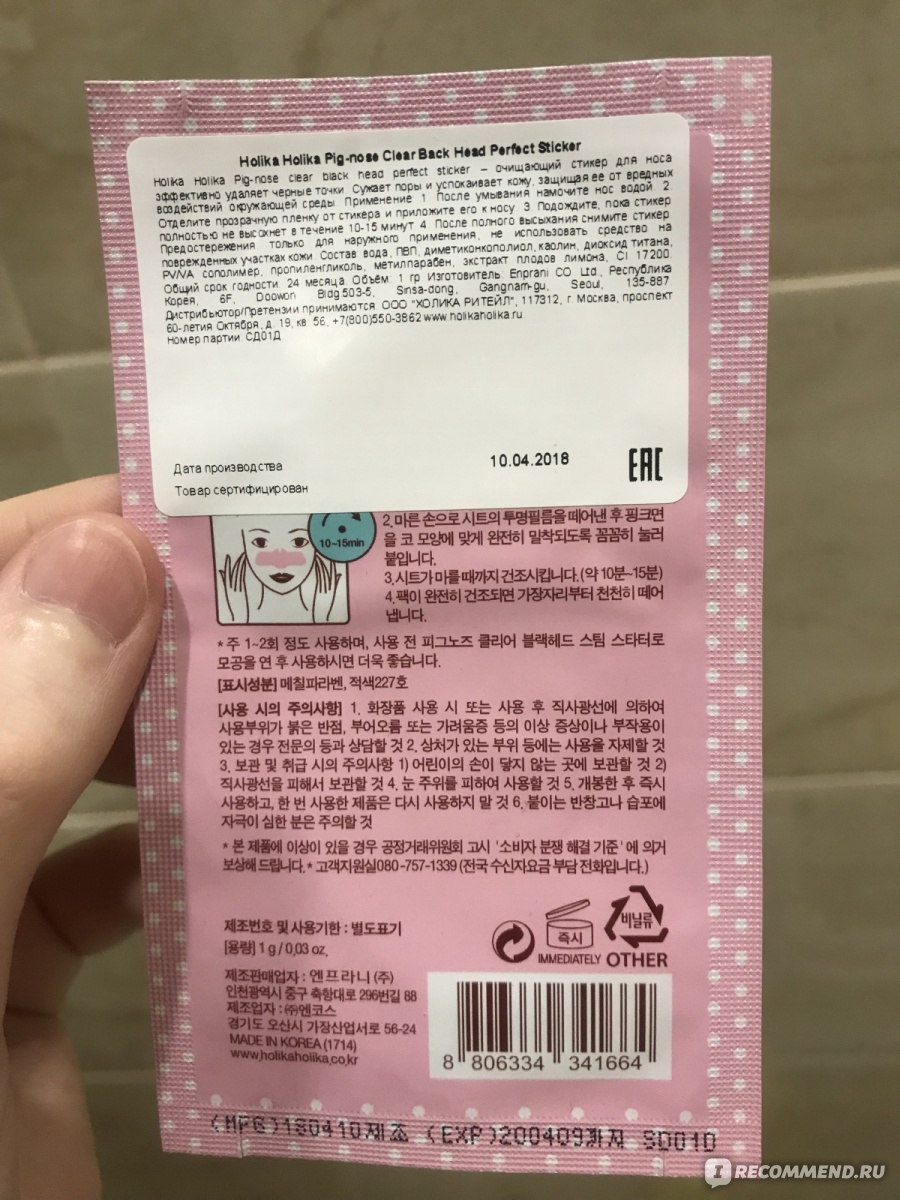 Holika Holika Pig-nose Clear Back Head Perfect Sticker
Holika Holika Pig-nose clear black head perfect sticker – очищающий стикер для носа
эффективно удаляет черные точки. Сужает поры и успокаивает кожу, защищая ее от вредных
воздействий окружающей среды Применение 1. После умывания намочите нос водой. 2.
Отделите прозрачную пленку от стикера и приложите его к носу 3. Подождите, пока стикер
полностью не высохнет в течение 10-15 минут 4. После полного высыхания снимите стикер
Предостережения только для наружного применения, не использовать средство на
поврежденных участках кожи Состав вода, ПВП, диметиконкополиол, каолин, диоксид титана,
PV/VA сополимер, пропиленгликоль, метилпарабен, экстракт плодов лимона, CI 17200.
Общий срок годности: 24 месяца Объём 1 гр Изготовитель Enprani CO Ltd., Республика
Корея, 6F, Doowon Bldg.503-5, Sinsa-dong, Gangnam-gu, Seoul, 135-887
Дистрибьютор/Претензии принимаются: ООО "ХОЛИКА РИТЕЙЛ", 117312, г. Москва, проспект
60-летия Октября, д. 19, кв. 56, +7(800)550-3862 www.holikaholika.ru
Номер партии: СД01Д
Дата производства 10.04.2018 EAC
Товар сертифицирован
10~15min
2.마른 손으로 시트의 투명필름을 떼어낸 후 핑크면
을 코 모양에 맞게 완전히 밀착되도록 꼼꼼히 눌러
붙입니다.
3.시트가 마를 때까지 건조시킵니다.(약 10분~15분)
4.팩이 완전히 건조되면 가장자리부터 천천히 떼어
냅니다.
*주 1~2회 정도 사용하며, 사용 전 피그노즈 클리어 블랙헤드 스팀 스타터로
모공을 연 후 사용하시면 더욱 좋습니다.
[표시성분] 메칠파라벤, 적색227호
[사용 시의 주의사항] 1. 화장품 사용 시 또는 사용 후 직사광선에 의하여
사용부위가 붉은 반점, 부어오름 또는 가려움증 등의 이상 증상이나 부작용이
있는 경우 전문의 등과 상담할 것 2. 상처가 있는 부위 등에는 사용을 자제할 것
3. 보관 및 취급 시의 주의사항 1) 어린이의 손이 닿지 않는 곳에 보관할 것 2)
직사광선을 피해서 보관할 것 4. 눈 주위를 피하여 사용할 것 5. 개봉한 후 즉시
사용하고, 한 번 사용한 제품은 다시 사용하지 말 것 6. 붙이는 반창고나 습포에
자극이 심한 분은 주의할 것
* 본 제품에 이상이 있을 경우 공정거래위원회 고시 '소비자 분쟁 해결 기준'에 의거
보상해 드립니다. * 고객지원실080-757-1339 (전국 수신자요금 부담 전화입니다.)
제조번호 및 사용기한 : 별도표기
[용량] 1 g / 0,03 oz.
즉시
IMMEDIATELY
비닐류
OTHER
제조판매업자 : 엔프라니 (주)
인천광역시 중구 축항대로 296번길 88
제조업자 : ㈜엔코스
경기도 오산시 가장산업서로 56-24
MADE IN KOREA (1714)
www.holikaholika.co.kr
8 806334 341664
(MFG)180410제조 (EXP)200409까지 SD01D
IRECOMMEND.RU